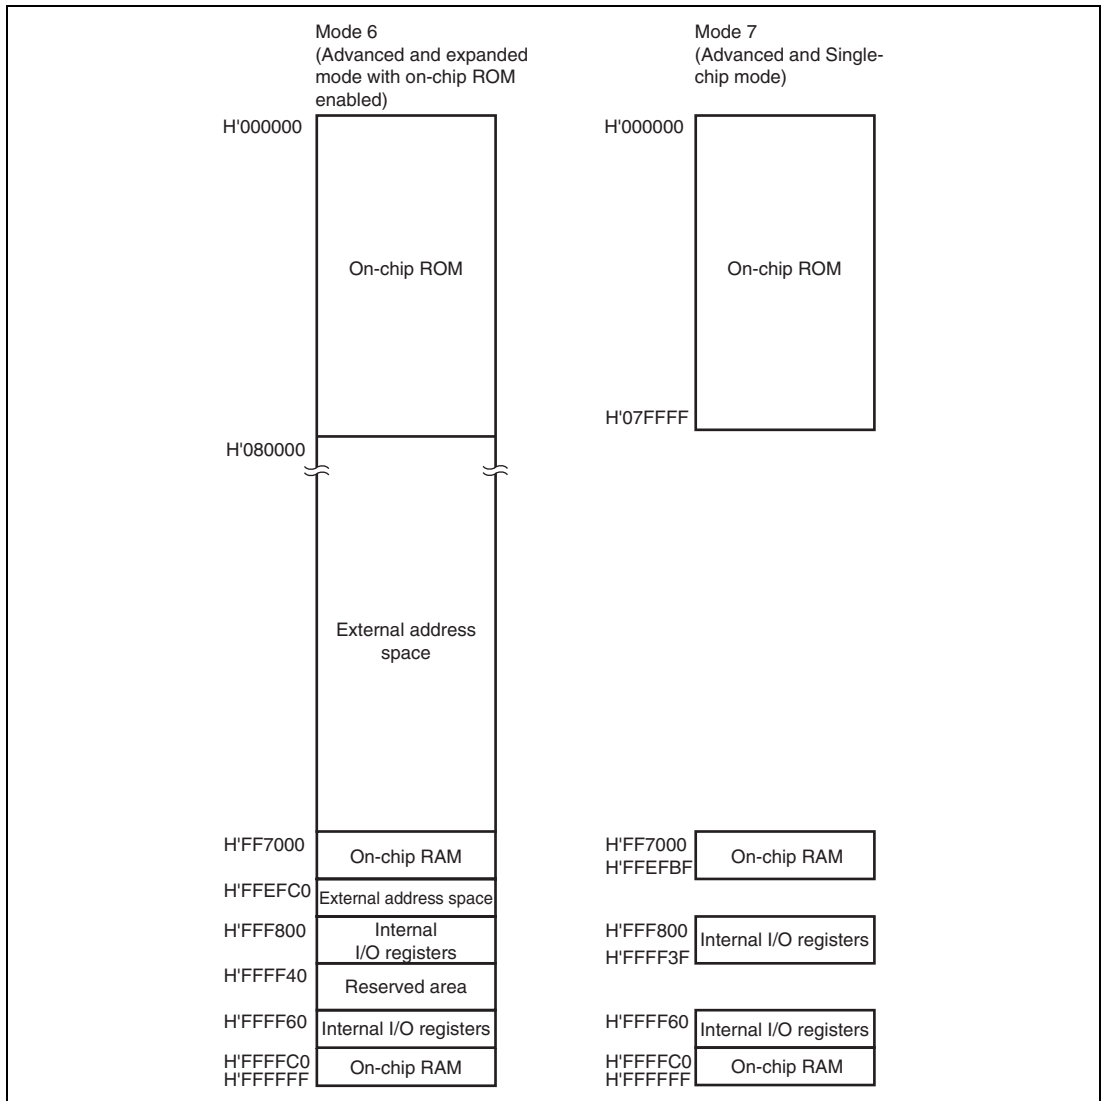 Mode 6
(Advanced and expanded
mode with on-chip ROM
enabled)
H'000000
On-chip ROM
H'080000
External address
space
H'FF7000
On-chip RAM
H'FFEFC0
External address space
H'FFF800
Internal
I/O registers
H'FFFF40
Reserved area
H'FFFF60
Internal I/O registers
H'FFFFC0
On-chip RAM
H'FFFFFF
Mode 7
(Advanced and Single-
chip mode)
H'000000
On-chip ROM
H'07FFFF
H'FF7000
On-chip RAM
H'FFEFBF
H'FFF800
Internal I/O registers
H'FFFF3F
H'FFFF60
Internal I/O registers
H'FFFFC0
On-chip RAM
H'FFFFFF